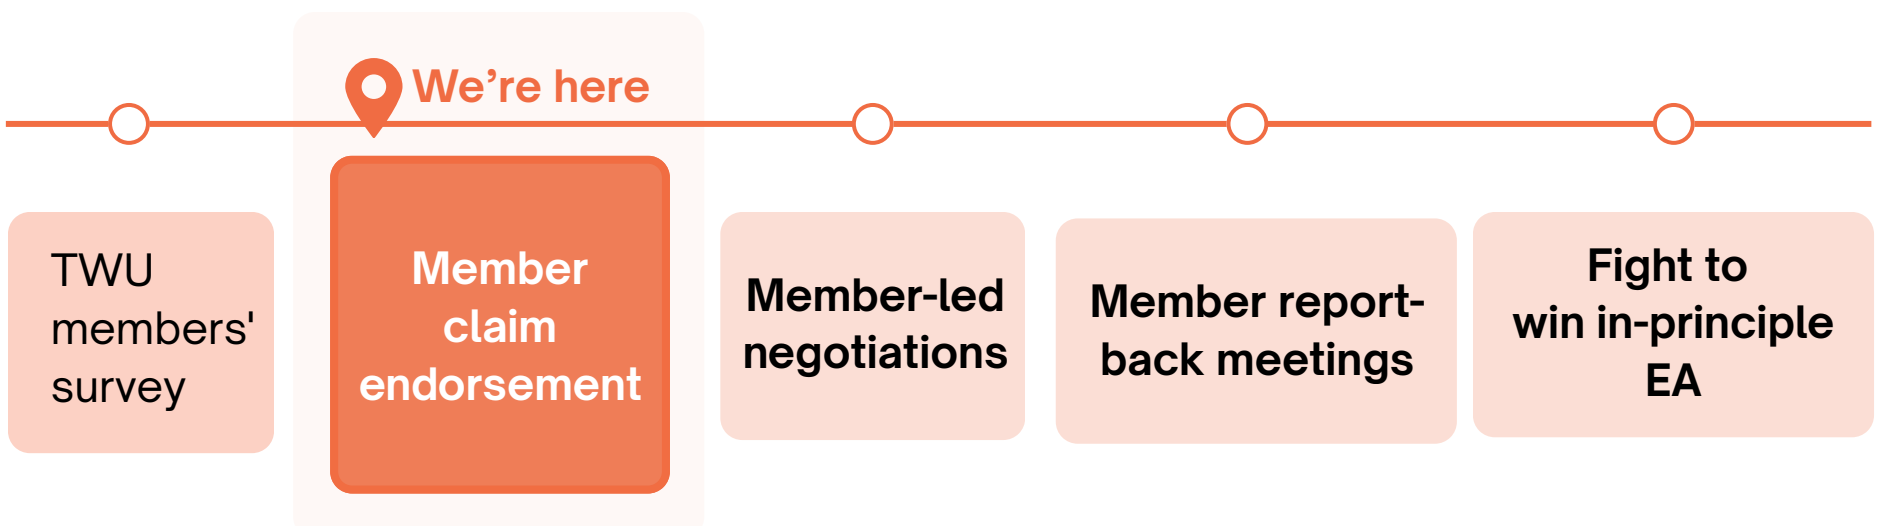 We’re here
TWU
members'
survey
Member
claim
endorsement
Member-led
negotiations
Member report-
back meetings
Fight to
win in-principle
EA